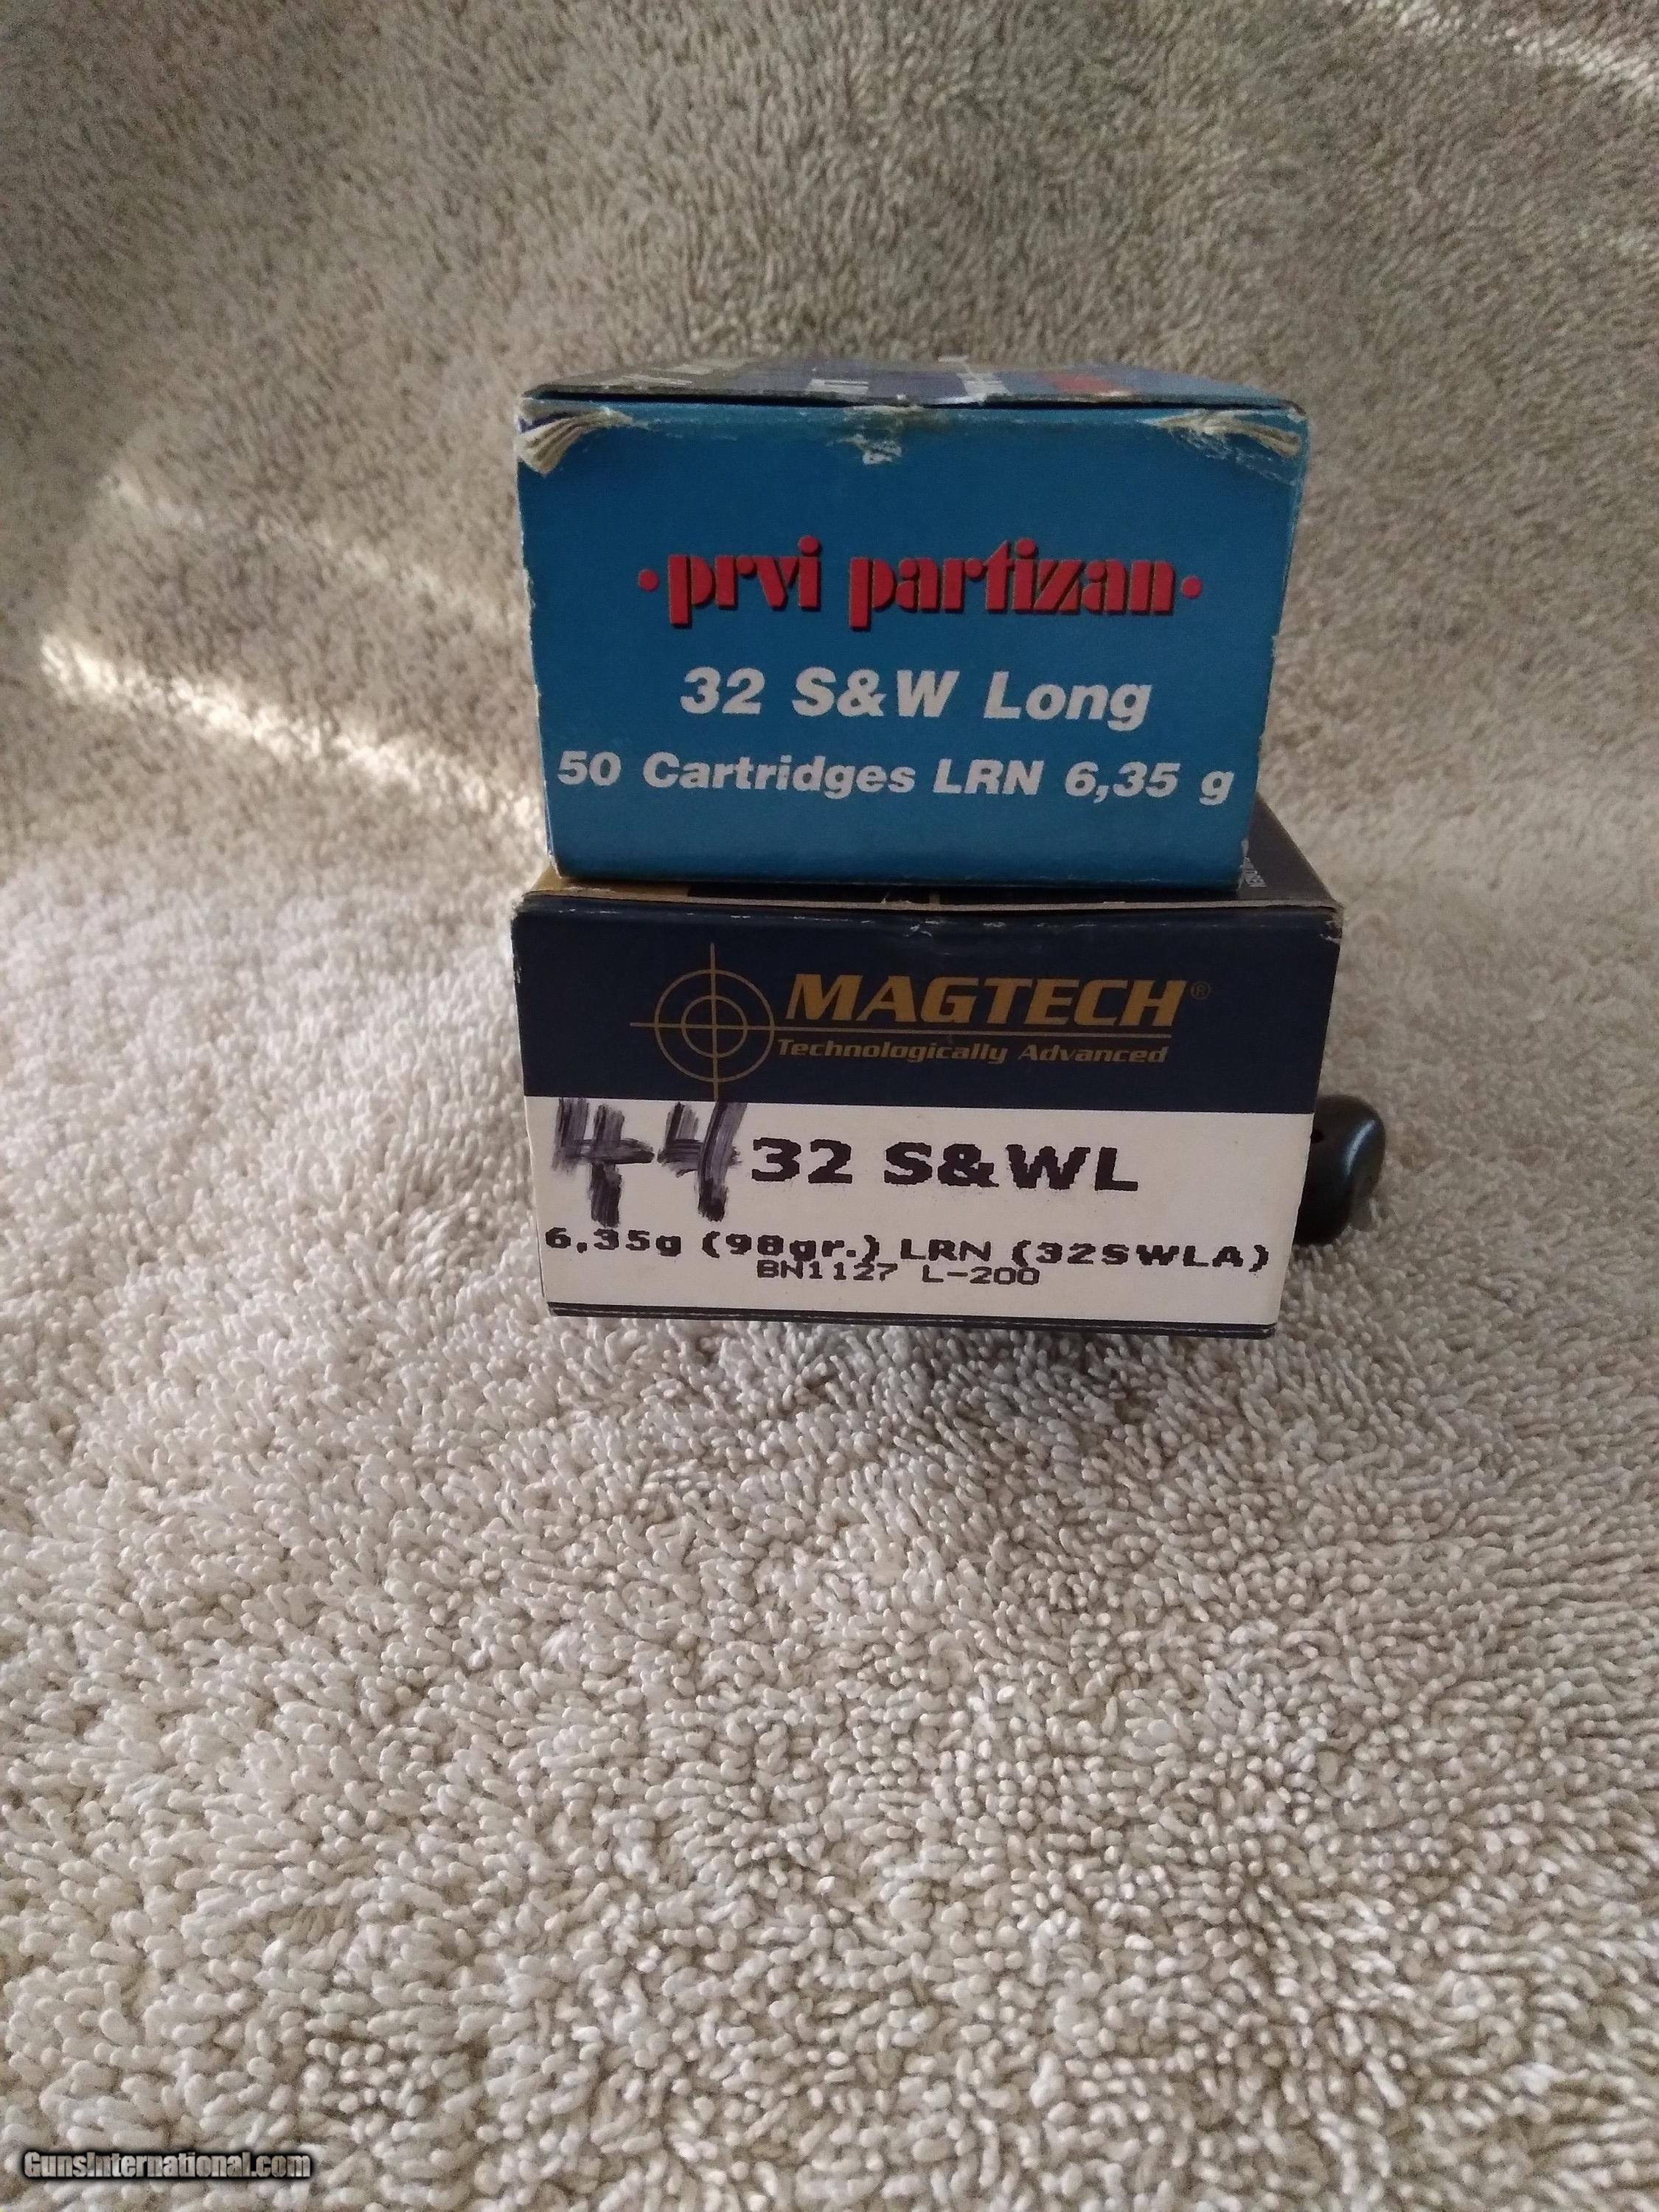 •prvi partizan•
32 S&W Long
50 Cartridges LRN 6,35 g
MAGTECH®
Technologically Advanced
44 32 S&WL
6,35g (98gr.) LRN (32SWLA)
BN1127 L-200
GunsInternational.com